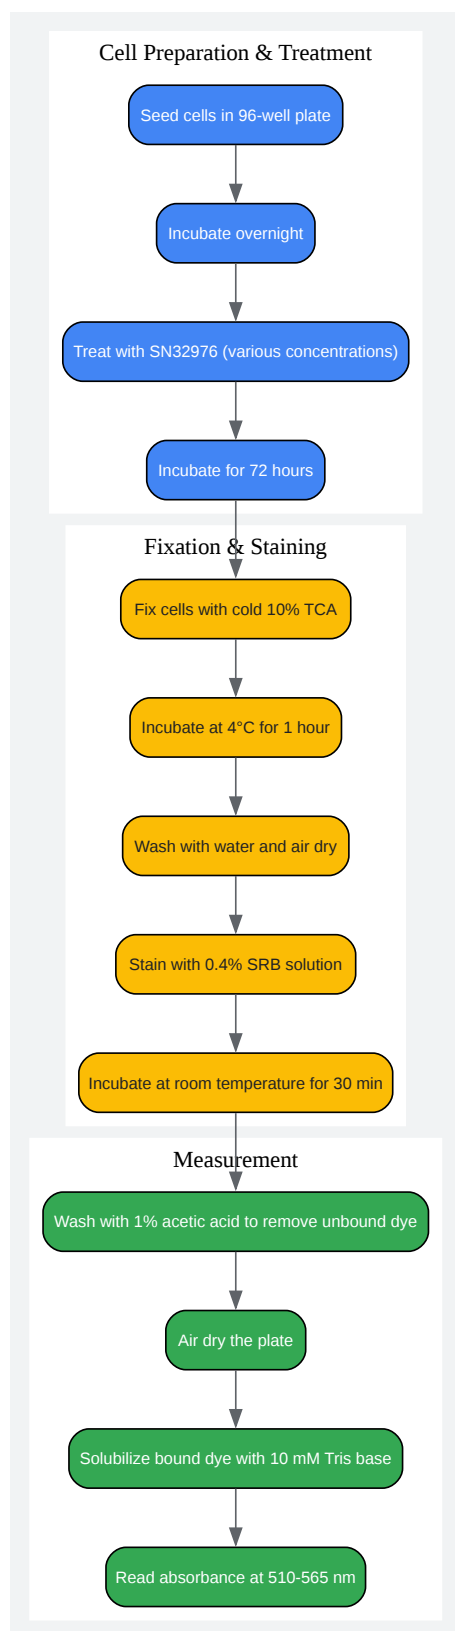 Cell Preparation & Treatment
Seed cells in 96-well plate
Incubate overnight
Treat with SN32976 (various concentrations)
Incubate for 72 hours
Fixation & Staining
Fix cells with cold 10% TCA
Incubate at 4°C for 1 hour
Wash with water and air dry
Stain with 0.4% SRB solution
Incubate at room temperature for 30 min
Measurement
Wash with 1% acetic acid to remove unbound dye
Air dry the plate
Solubilize bound dye with 10 mM Tris base
Read absorbance at 510-565 nm